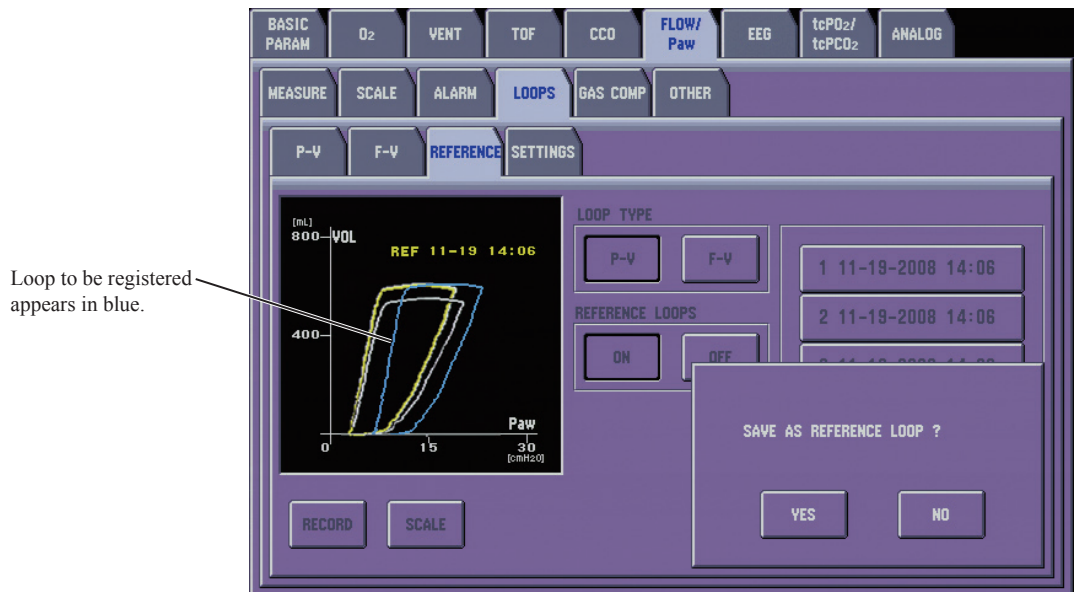 BASIC PARAM O2 VENT TOF CCO FLOW/ Paw EEG tcPO2/ tcPCO2 ANALOG
MEASURE SCALE ALARM LOOPS GAS COMP OTHER
P-V F-V REFERENCE SETTINGS
[mL]
800 VOL
REF 11-19 14:06
400
Paw
0 15 30
[cmH2O]
LOOP TYPE
P-V F-V
REFERENCE LOOPS
ON OFF
1 11-19-2008 14:06
2 11-19-2008 14:06
Loop to be registered
appears in blue.
SAVE AS REFERENCE LOOP ?
YES NO
RECORD SCALE